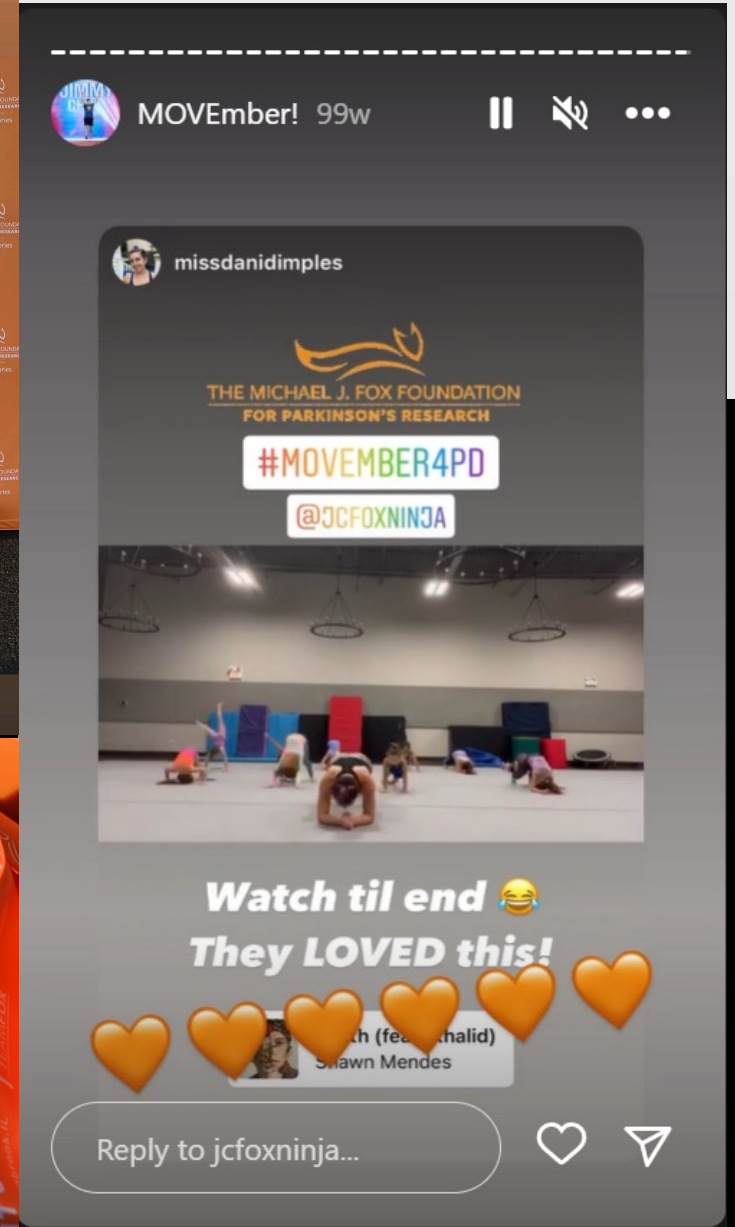 JIMMY
MOVEmber! 99w
missdanidimples
THE MICHAEL J. FOX FOUNDATION
FOR PARKINSON'S RESEARCH
#MOVEMBER4PD
@JCFOXNINJA
Watch til end 😂
They LOVED this!
Shawn Mendes
Reply to jcfoxninja...